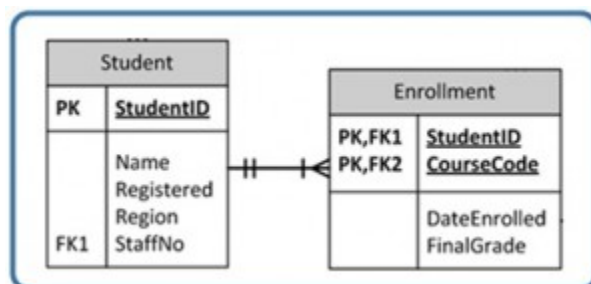 Student
PK StudentID
Name
Registered
Region
FK1 StaffNo
Enrollment
PK,FK1 StudentID
PK,FK2 CourseCode
DateEnrolled
FinalGrade